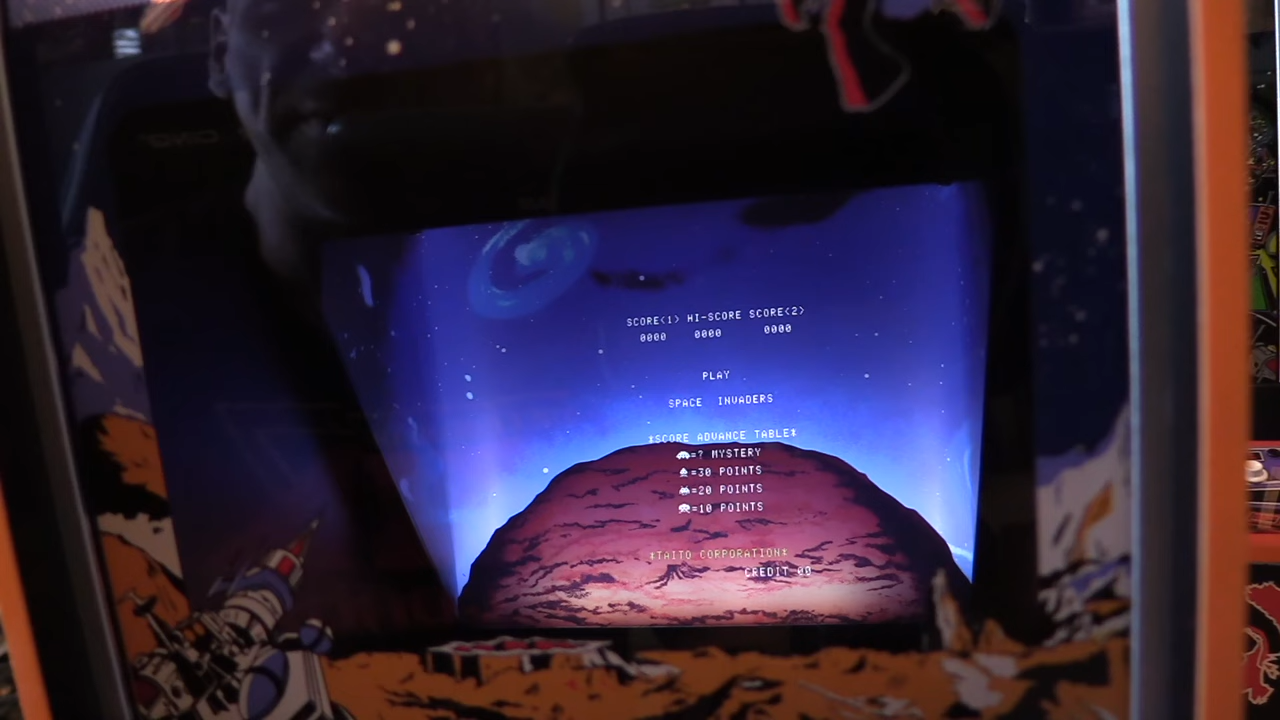 SCORE<1> HI-SCORE SCORE<2>
0000 0000 0000
PLAY
SPACE INVADERS
*SCORE ADVANCE TABLE*
=? MYSTERY
=30 POINTS
=20 POINTS
=10 POINTS
*TAITO CORPORATION*
CREDIT 00